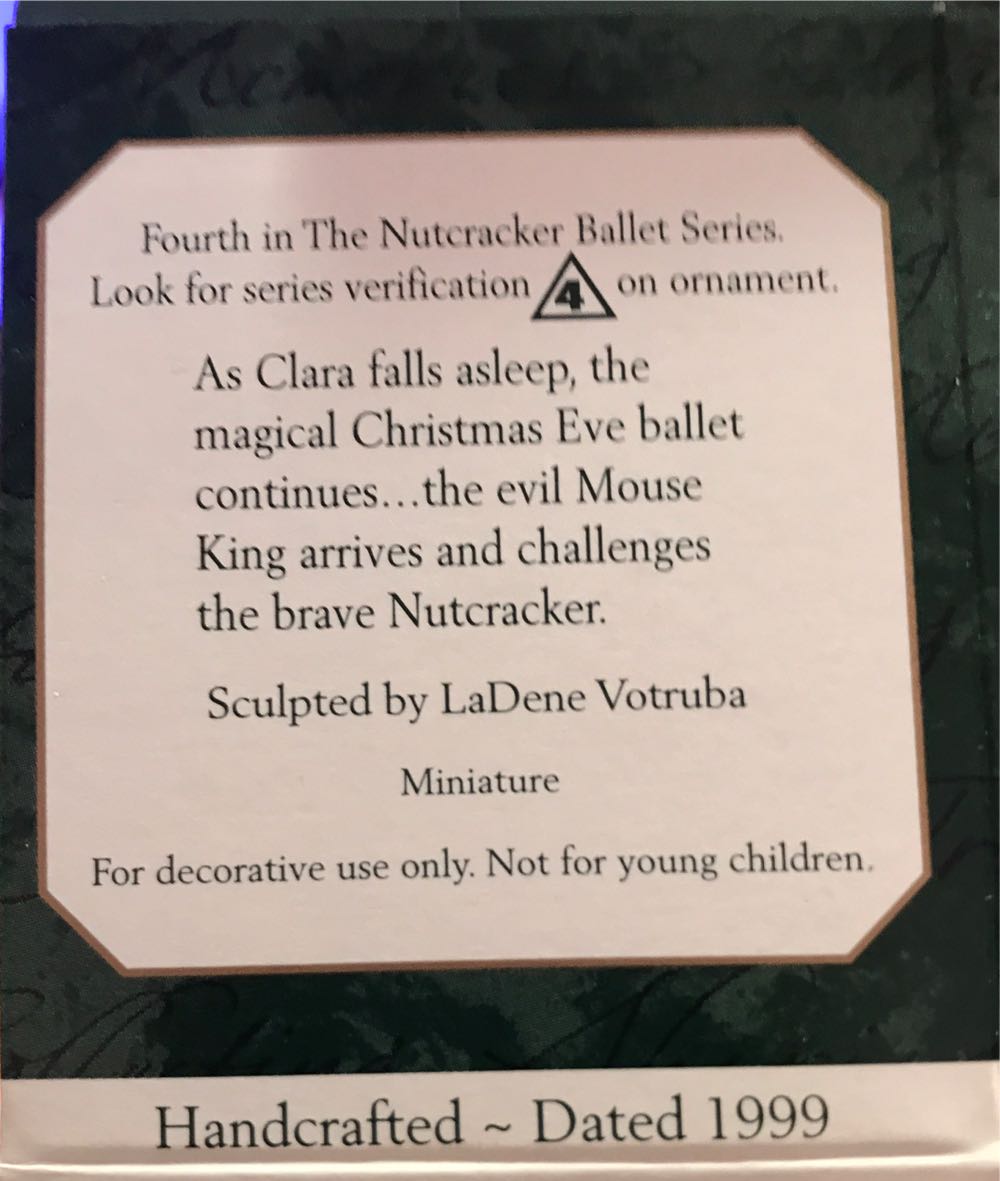 Fourth in The Nutcracker Ballet Series.
Look for series verification 4 on ornament.
As Clara falls asleep, the
magical Christmas Eve ballet
continues...the evil Mouse
King arrives and challenges
the brave Nutcracker.
Sculpted by LaDene Votruba
Miniature
For decorative use only. Not for young children.
Handcrafted ~ Dated 1999